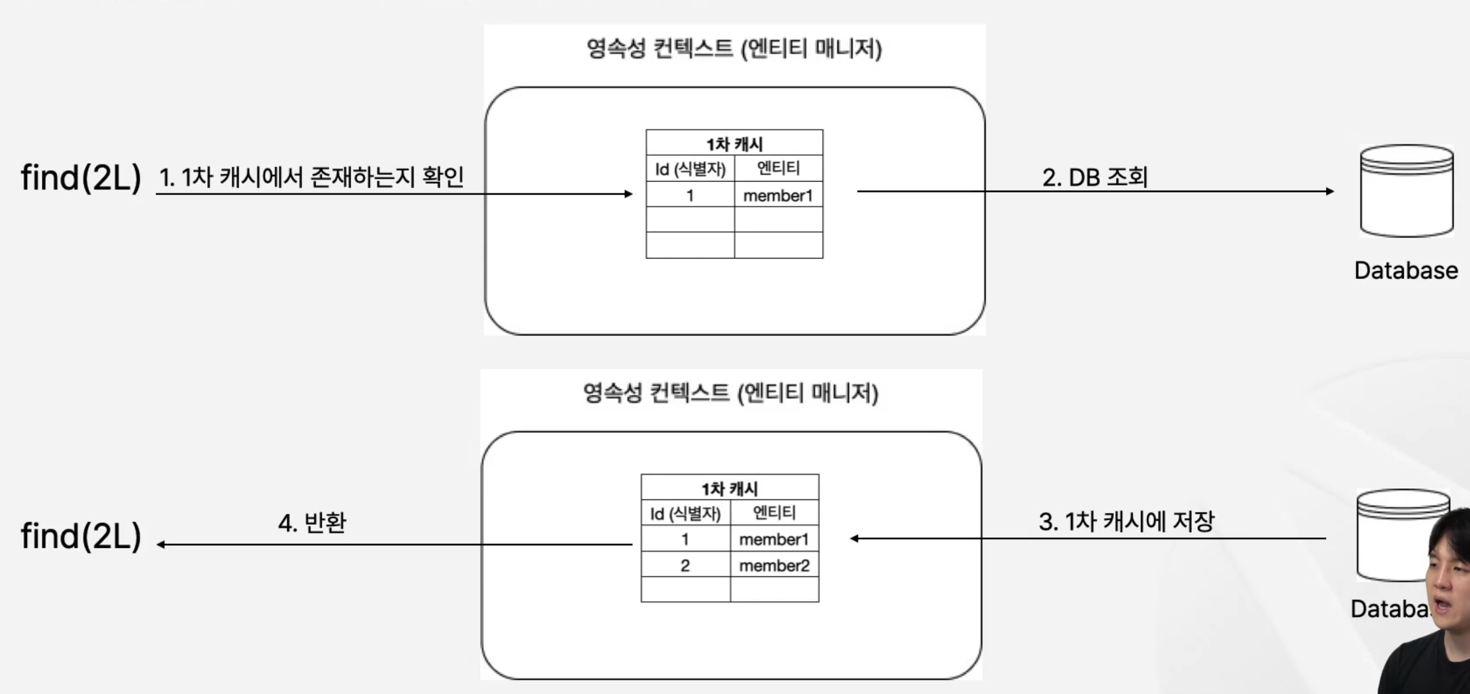 영속성 컨텍스트 (엔티티 매니저)
find(2L)
1. 1차 캐시에서 존재하는지 확인
1차 캐시
Id (식별자) 엔티티
1 member1
2. DB 조회
Database
영속성 컨텍스트 (엔티티 매니저)
find(2L)
4. 반환
1차 캐시
Id (식별자) 엔티티
1 member1
2 member2
3. 1차 캐시에 저장
Databa